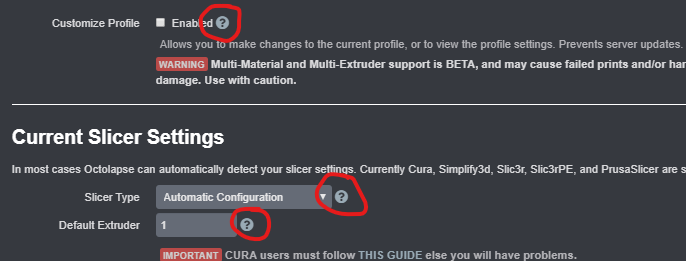 Customize Profile Enabled ?
Allows you to make changes to the current profile, or to view the profile settings. Prevents server updates.
WARNING Multi-Material and Multi-Extruder support is BETA, and may cause failed prints and/or har
damage. Use with caution.
Current Slicer Settings
In most cases Octolapse can automatically detect your slicer settings. Currently Cura, Simplify3d, Slic3r, Slic3rPE, and PrusaSlicer are s
Slicer Type Automatic Configuration ?
Default Extruder 1 ?
IMPORTANT CURA users must follow THIS GUIDE else you will have problems.